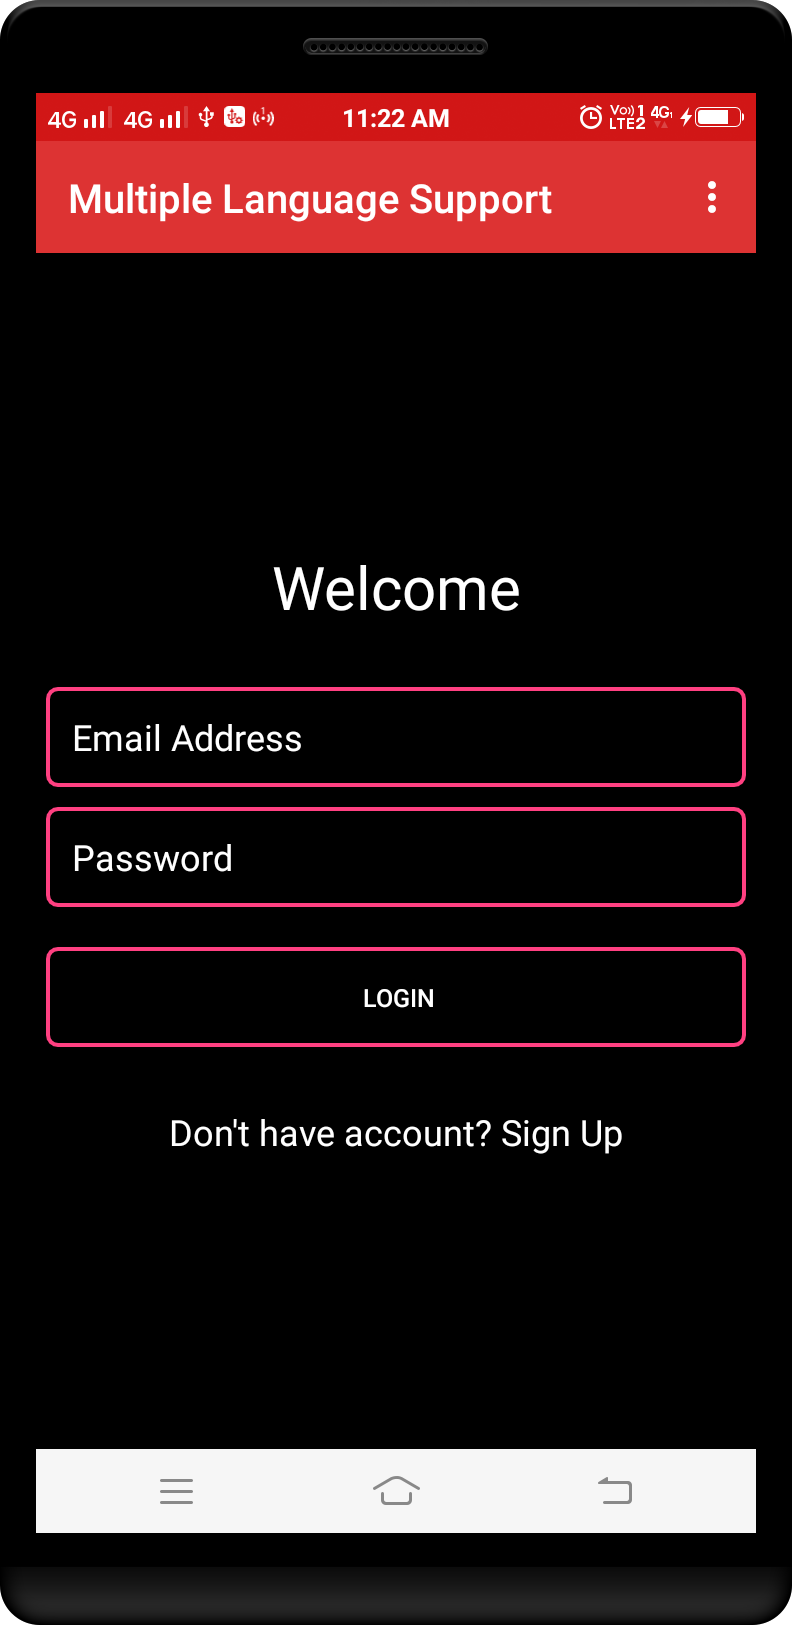 4G 4G 11:22 AM Vo)) 1 LTE2 4G
Multiple Language Support
Welcome
Email Address
Password
LOGIN
Don't have account? Sign Up